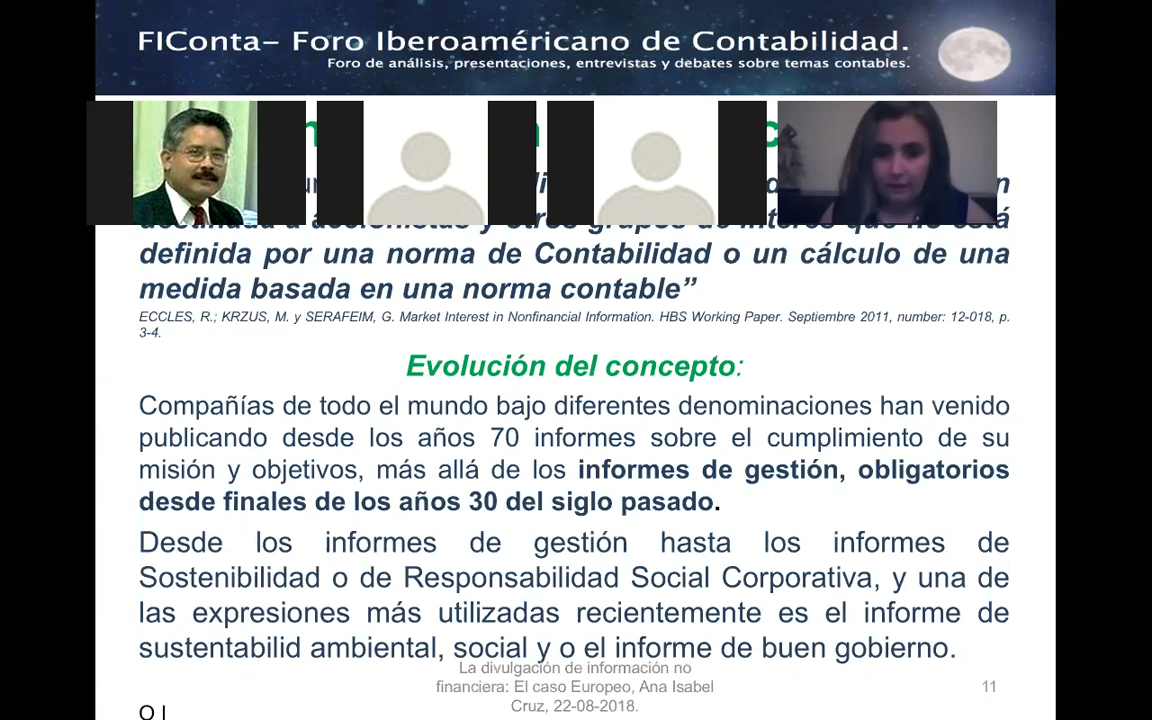 FIConta– Foro Iberoaméricano de Contabilidad.
Foro de análisis, presentaciones, entrevistas y debates sobre temas contables.
definida por una norma de Contabilidad o un cálculo de una
medida basada en una norma contable”
ECCLES, R.; KRZUS, M. y SERAFEIM, G. Market Interest in Nonfinancial Information. HBS Working Paper. Septiembre 2011, number: 12-018, p.
3-4.
Evolución del concepto:
Compañías de todo el mundo bajo diferentes denominaciones han venido
publicando desde los años 70 informes sobre el cumplimiento de su
misión y objetivos, más allá de los informes de gestión, obligatorios
desde finales de los años 30 del siglo pasado.
Desde los informes de gestión hasta los informes de
Sostenibilidad o de Responsabilidad Social Corporativa, y una de
las expresiones más utilizadas recientemente es el informe de
sustentabilid ambiental, social y o el informe de buen gobierno.
La divulgación de información no
financiera: El caso Europeo, Ana Isabel
Cruz, 22-08-2018.
11